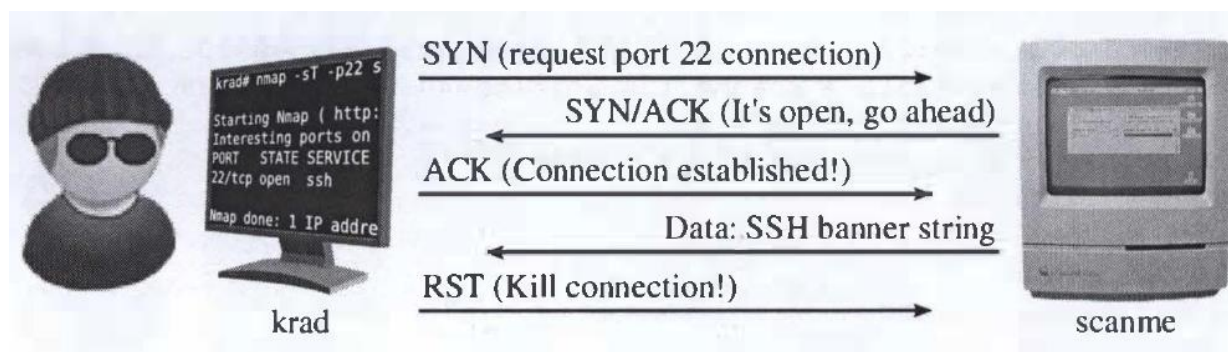 krad# nmap -sT -p22 s
Starting Nmap ( http:
Interesting ports on
PORT STATE SERVICE
22/tcp open ssh
Nmap done: 1 IP addre
krad
SYN (request port 22 connection)
SYN/ACK (It's open, go ahead)
ACK (Connection established!)
Data: SSH banner string
RST (Kill connection!)
scanme